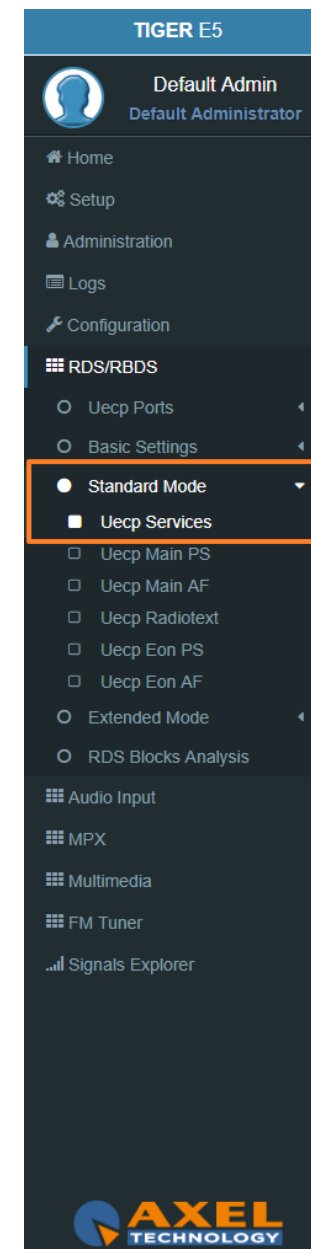 TIGER E5
Default Admin
Default Administrator
Home
Setup
Administration
Logs
Configuration
RDS/RBDS
Uecp Ports
Basic Settings
Standard Mode
Uecp Services
Uecp Main PS
Uecp Main AF
Uecp Radiotext
Uecp Eon PS
Uecp Eon AF
Extended Mode
RDS Blocks Analysis
Audio Input
MPX
Multimedia
FM Tuner
Signals Explorer
AXEL
TECHNOLOGY